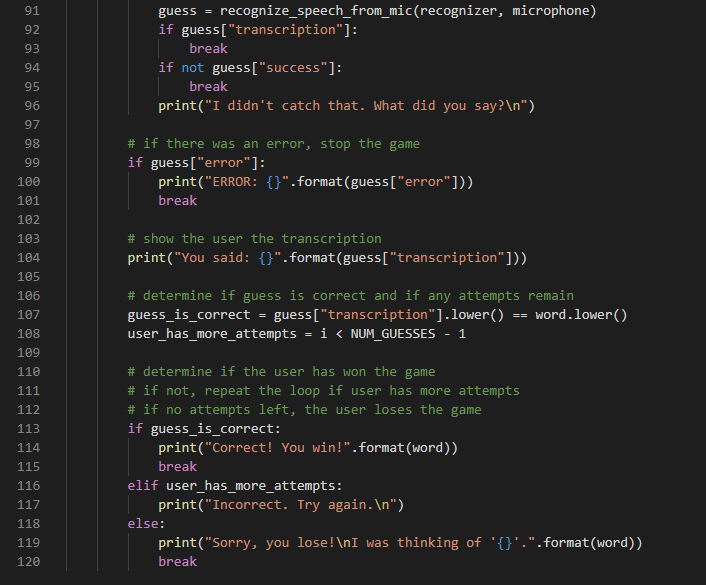 91 guess = recognize_speech_from_mic(recognizer, microphone)
92 if guess["transcription"]:
93 break
94 if not guess["success"]:
95 break
96 print("I didn't catch that. What did you say?\n")
97
98 # if there was an error, stop the game
99 if guess["error"]:
100 print("ERROR: {}".format(guess["error"]))
101 break
102
103 # show the user the transcription
104 print("You said: {}".format(guess["transcription"]))
105
106 # determine if guess is correct and if any attempts remain
107 guess_is_correct = guess["transcription"].lower() == word.lower()
108 user_has_more_attempts = i < NUM_GUESSES - 1
109
110 # determine if the user has won the game
111 # if not, repeat the loop if user has more attempts
112 # if no attempts left, the user loses the game
113 if guess_is_correct:
114 print("Correct! You win!".format(word))
115 break
116 elif user_has_more_attempts:
117 print("Incorrect. Try again.\n")
118 else:
119 print("Sorry, you lose!\nI was thinking of '{}'.".format(word))
120 break